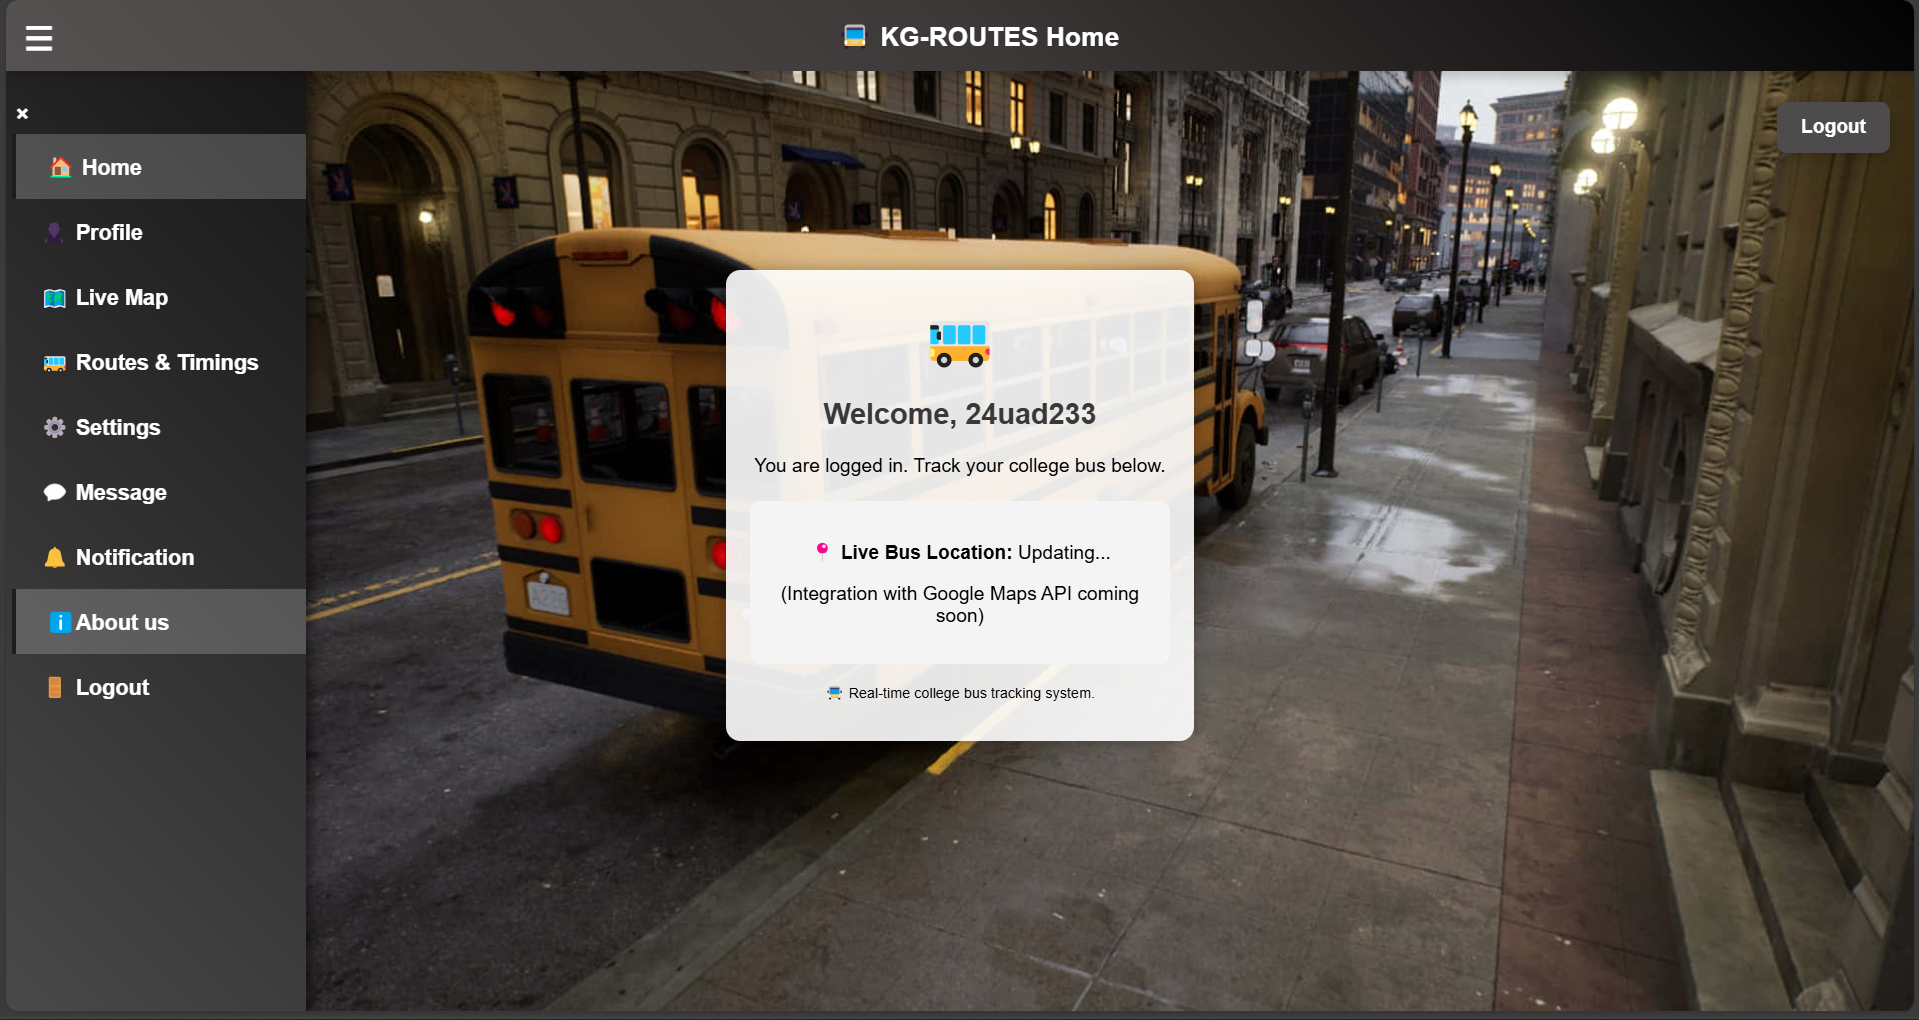 KG-ROUTES Home
Home
Profile
Live Map
Routes & Timings
Settings
Message
Notification
About us
Logout
Logout
Welcome, 24uad233
You are logged in. Track your college bus below.
Live Bus Location: Updating...
(Integration with Google Maps API coming
soon)
Real-time college bus tracking system.